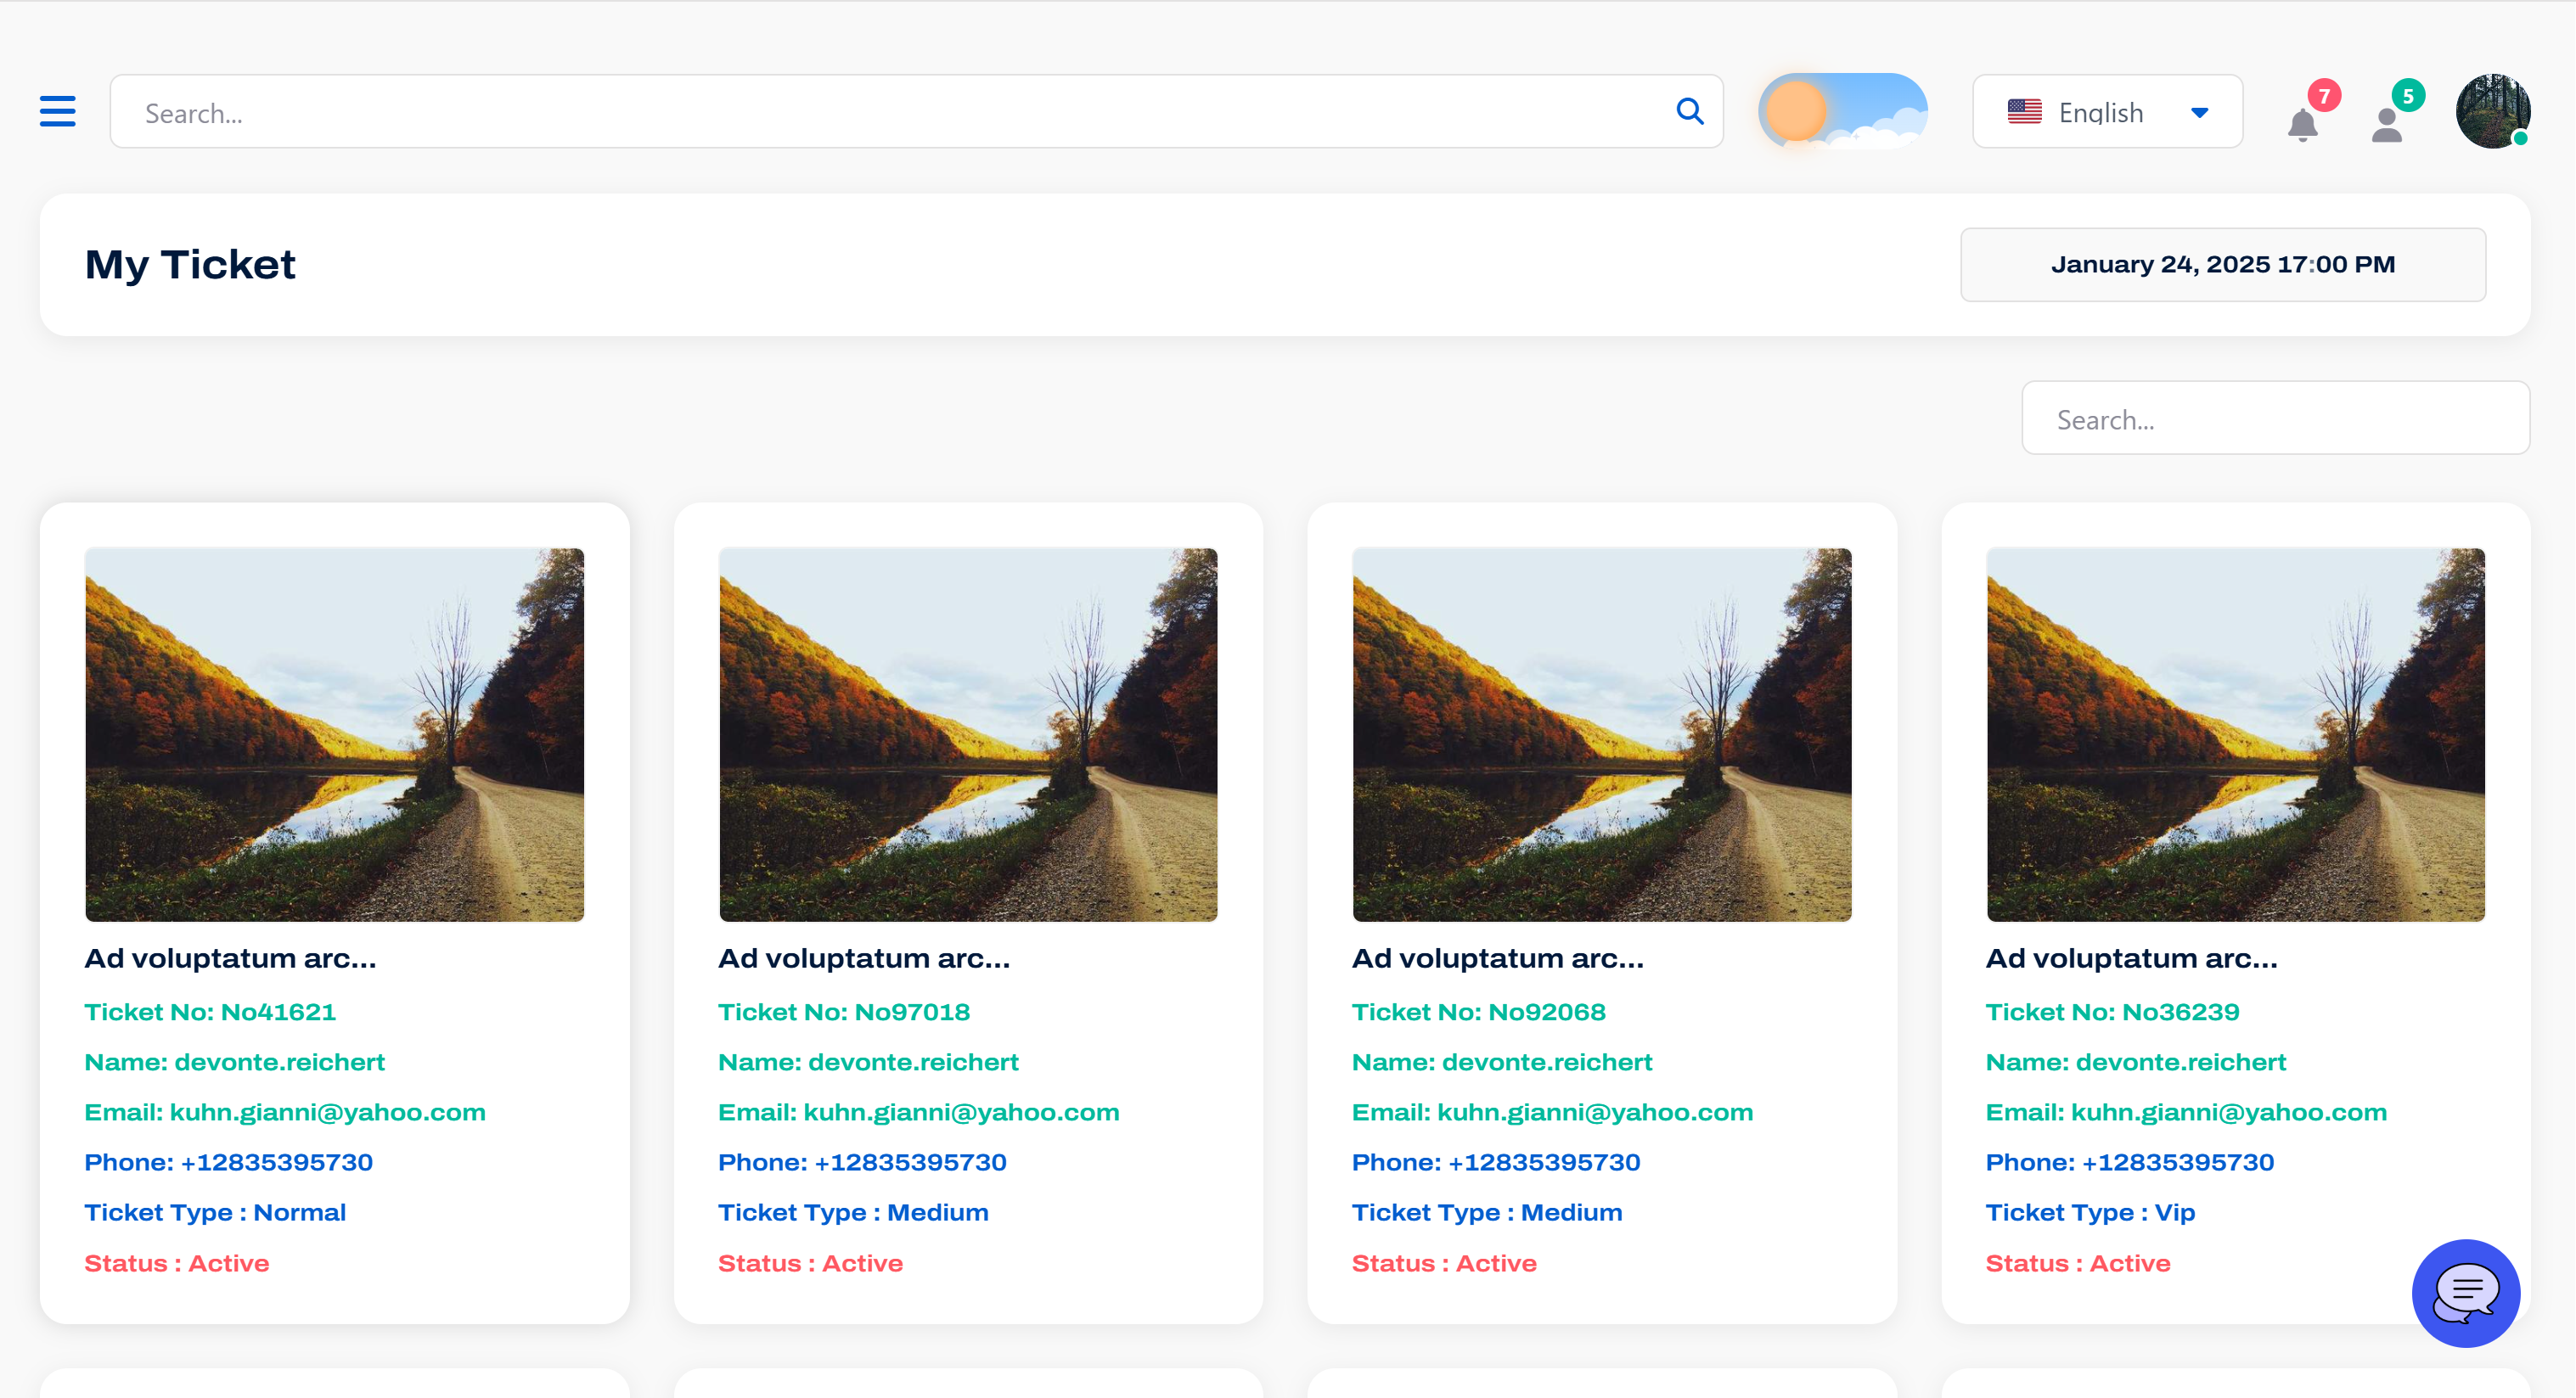 Search...
English
7
5
My Ticket
January 24, 2025 17:00 PM
Search...
Ad voluptatum arc...
Ticket No: No41621
Name: devonte.reichert
Email: kuhn.gianni@yahoo.com
Phone: +12835395730
Ticket Type : Normal
Status : Active
Ad voluptatum arc...
Ticket No: No97018
Name: devonte.reichert
Email: kuhn.gianni@yahoo.com
Phone: +12835395730
Ticket Type : Medium
Status : Active
Ad voluptatum arc...
Ticket No: No92068
Name: devonte.reichert
Email: kuhn.gianni@yahoo.com
Phone: +12835395730
Ticket Type : Medium
Status : Active
Ad voluptatum arc...
Ticket No: No36239
Name: devonte.reichert
Email: kuhn.gianni@yahoo.com
Phone: +12835395730
Ticket Type : Vip
Status : Active